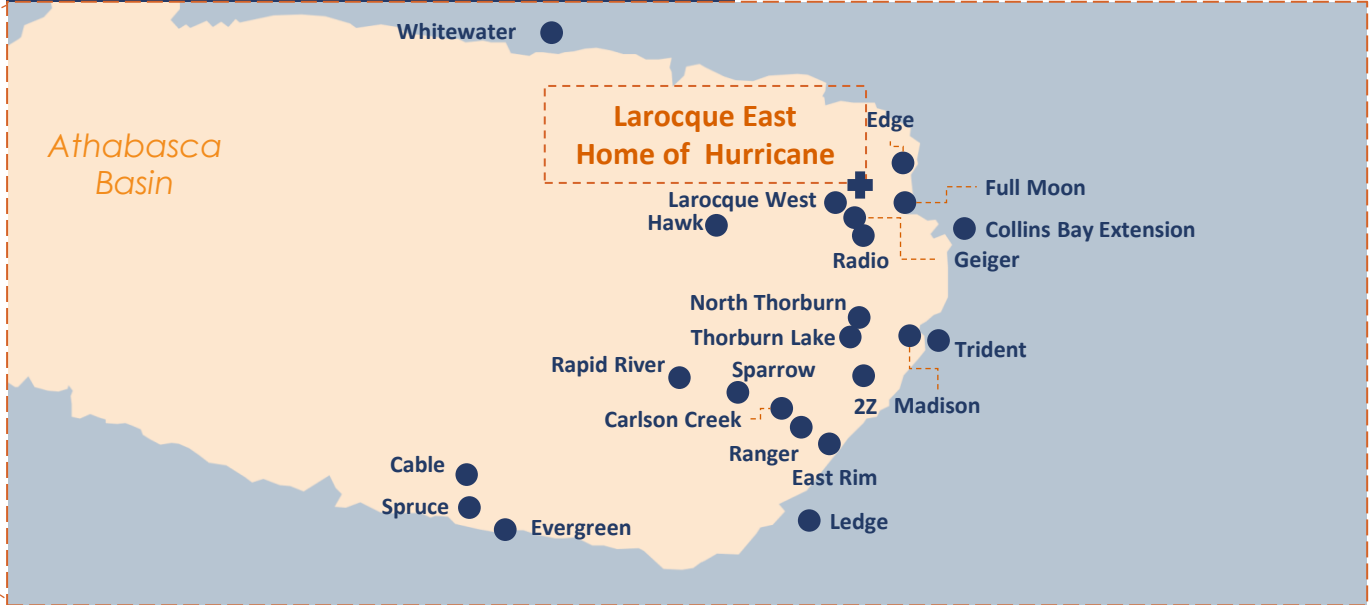 Whitewater
Larocque East
Home of Hurricane
Edge
Athabasca
Basin
Full Moon
Larocque West
Hawk
Collins Bay Extension
Radio
Geiger
North Thorburn
Thorburn Lake
Trident
Rapid River
Sparrow
2Z
Madison
Carlson Creek
Ranger
East Rim
Cable
Spruce
Evergreen
Ledge